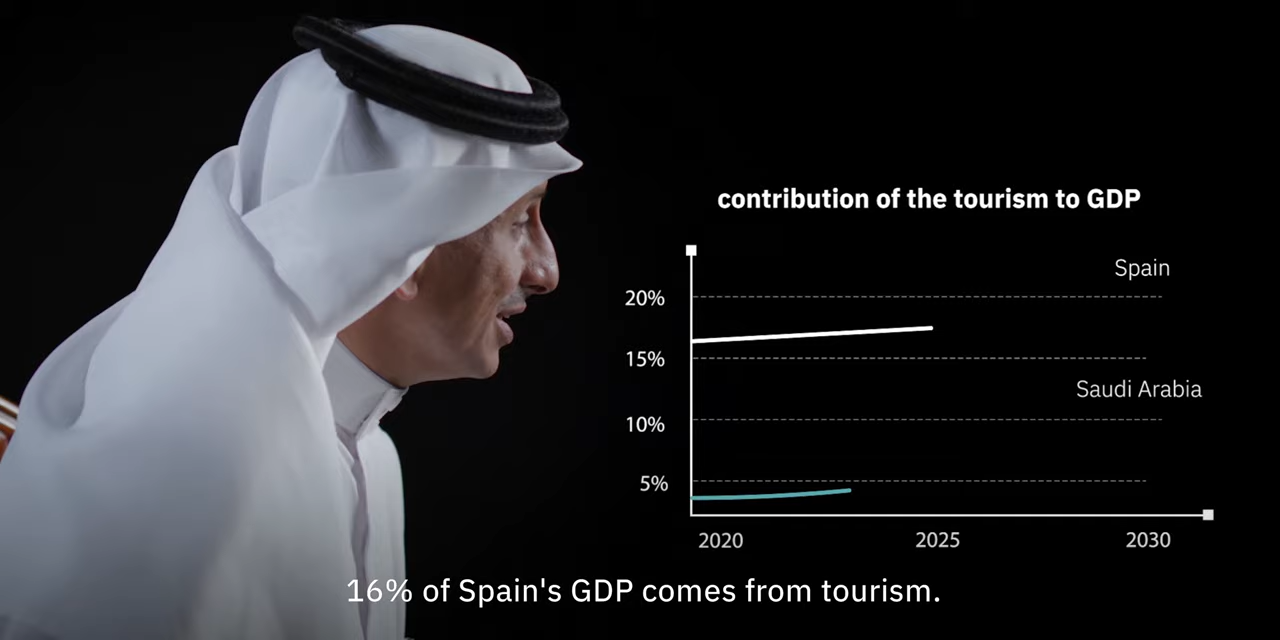 contribution of the tourism to GDP
Spain
20%
15%
Saudi Arabia
10%
5%
2020 2025 2030
16% of Spain's GDP comes from tourism.